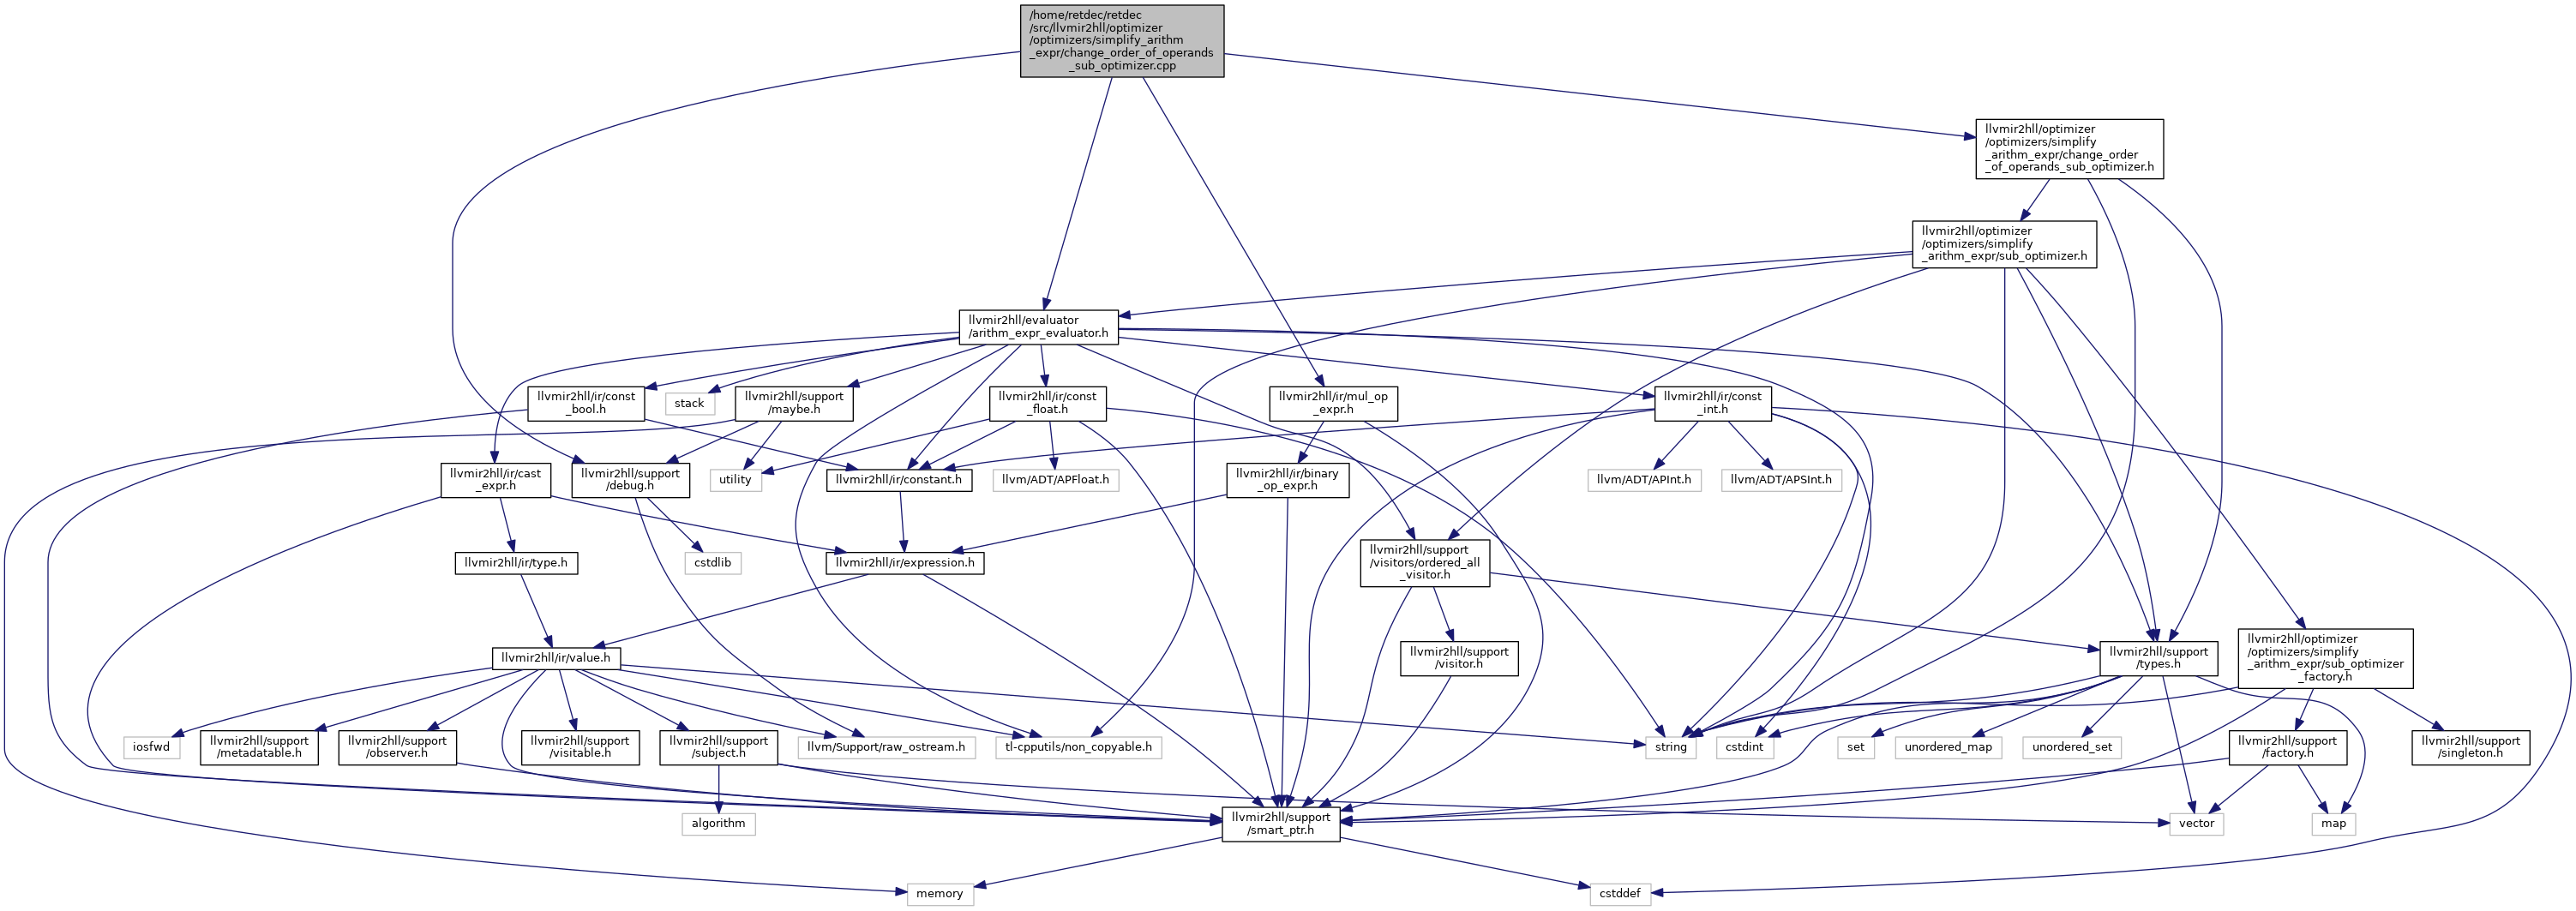 /home/retdec/retdec
/src/llvmir2hll/optimizer
/optimizers/simplify_arithm
_expr/change_order_of_operands
_sub_optimizer.cpp
llvmir2hll/optimizer
/optimizers/simplify
_arithm_expr/change_order
_of_operands_sub_optimizer.h
llvmir2hll/optimizer
/optimizers/simplify
_arithm_expr/sub_optimizer.h
llvmir2hll/evaluator
/arithm_expr_evaluator.h
llvmir2hll/ir/const
_bool.h
stack
llvmir2hll/support
/maybe.h
llvmir2hll/ir/const
_float.h
llvmir2hll/ir/mul_op
_expr.h
llvmir2hll/ir/const
_int.h
llvmir2hll/ir/cast
_expr.h
llvmir2hll/support
/debug.h
utility
llvmir2hll/ir/constant.h
llvm/ADT/APFloat.h
llvmir2hll/ir/binary
_op_expr.h
llvm/ADT/APInt.h
llvm/ADT/APSInt.h
llvmir2hll/ir/type.h
cstdlib
llvmir2hll/ir/expression.h
llvmir2hll/support
/visitors/ordered_all
_visitor.h
llvmir2hll/ir/value.h
llvmir2hll/support
/visitor.h
llvmir2hll/support
/types.h
llvmir2hll/optimizer
/optimizers/simplify
_arithm_expr/sub_optimizer
_factory.h
iosfwd
llvmir2hll/support
/metadatable.h
llvmir2hll/support
/observer.h
llvmir2hll/support
/visitable.h
llvmir2hll/support
/subject.h
llvm/Support/raw_ostream.h
tl-cpputils/non_copyable.h
string
cstdint
set
unordered_map
unordered_set
llvmir2hll/support
/factory.h
llvmir2hll/support
/singleton.h
algorithm
llvmir2hll/support
/smart_ptr.h
vector
map
memory
cstddef